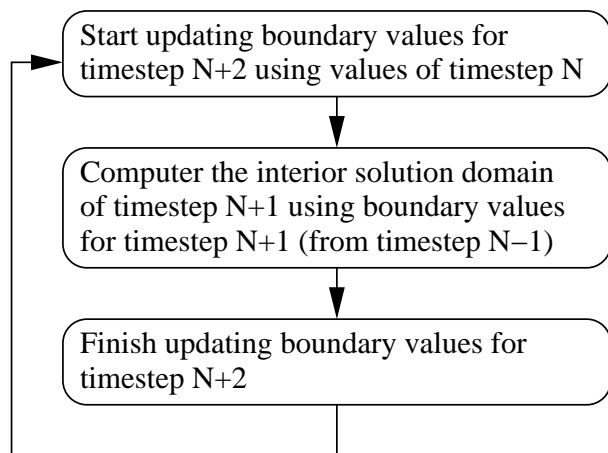 Start updating boundary values for
timestep N+2 using values of timestep N
Computer the interior solution domain
of timestep N+1 using boundary values
for timestep N+1 (from timestep N−1)
Finish updating boundary values for
timestep N+2